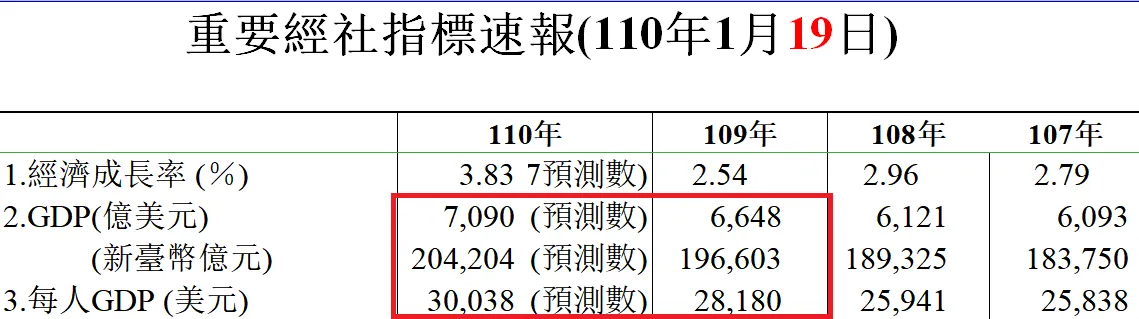 重要經社指標速報(110年1月19日)
110年 109年 108年 107年
1.經濟成長率 (％) 3.83 7預測數) 2.54 2.96 2.79
2.GDP(億美元) 7,090 (預測數) 6,648 6,121 6,093
(新臺幣億元) 204,204 (預測數) 196,603 189,325 183,750
3.每人GDP (美元) 30,038 (預測數) 28,180 25,941 25,838